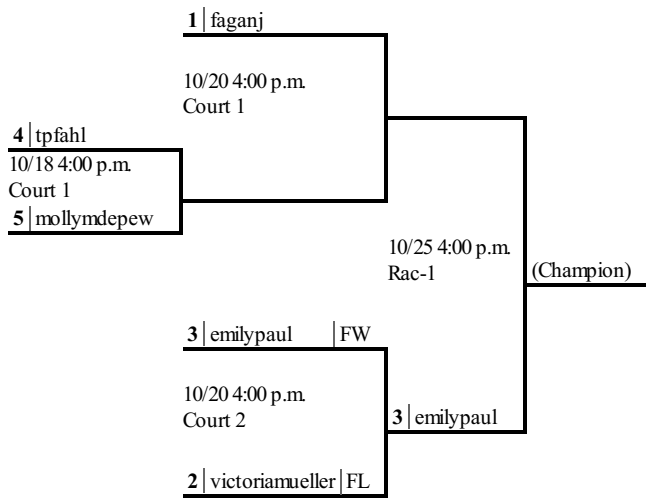 1 faganj
10/20 4:00 p.m.
Court 1
4 tpfahl
10/18 4:00 p.m.
Court 1
5 mollymdepew
10/25 4:00 p.m.
Rac-1
(Champion)
3 emilypaul FW
10/20 4:00 p.m.
Court 2
3 emilypaul
2 victoriamueller FL